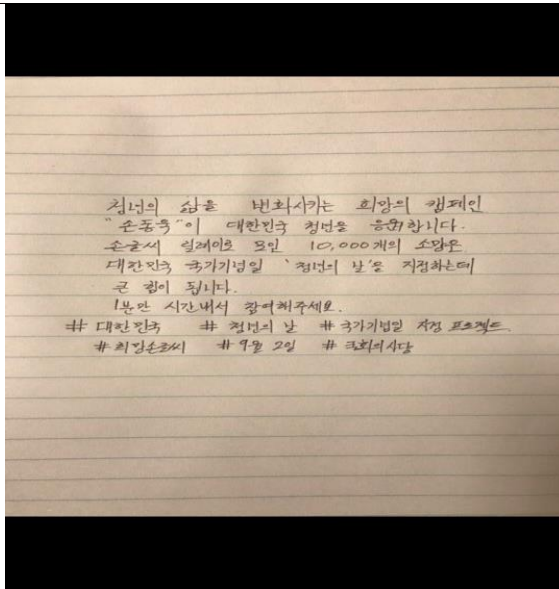 청년의 삶을 변화시키는 희망의 캠페인
"손동욱"이 대한민국 청년을 응원합니다.
손글씨 릴레이로 모인 10,000개의 소망은
대한민국 국가기념일 '청년의 날'을 지정하는데
큰 힘이 됩니다.
1분만 시간내서 참여해주세요.
# 대한민국 # 청년의 날 # 국가기념일 지정 프로젝트
# 희망손글씨 # 9월 2일 # 국회의사당